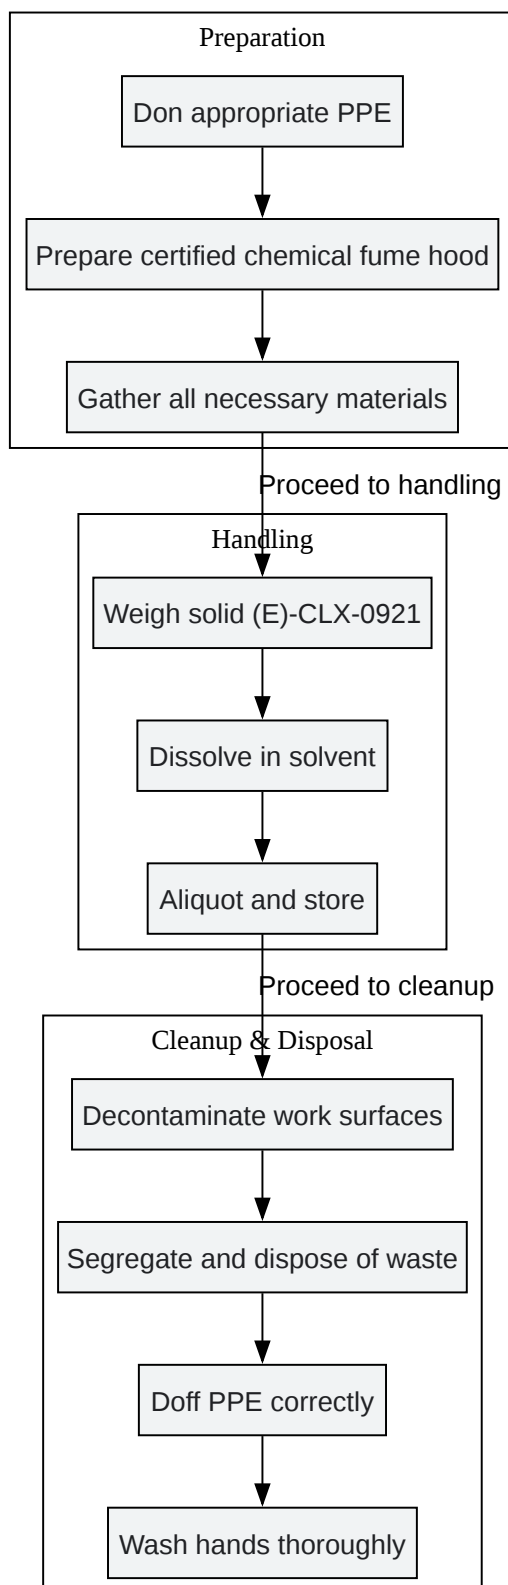 Preparation
Don appropriate PPE
Prepare certified chemical fume hood
Gather all necessary materials
Proceed to handling
Handling
Weigh solid (E)-CLX-0921
Dissolve in solvent
Aliquot and store
Proceed to cleanup
Cleanup & Disposal
Decontaminate work surfaces
Segregate and dispose of waste
Doff PPE correctly
Wash hands thoroughly